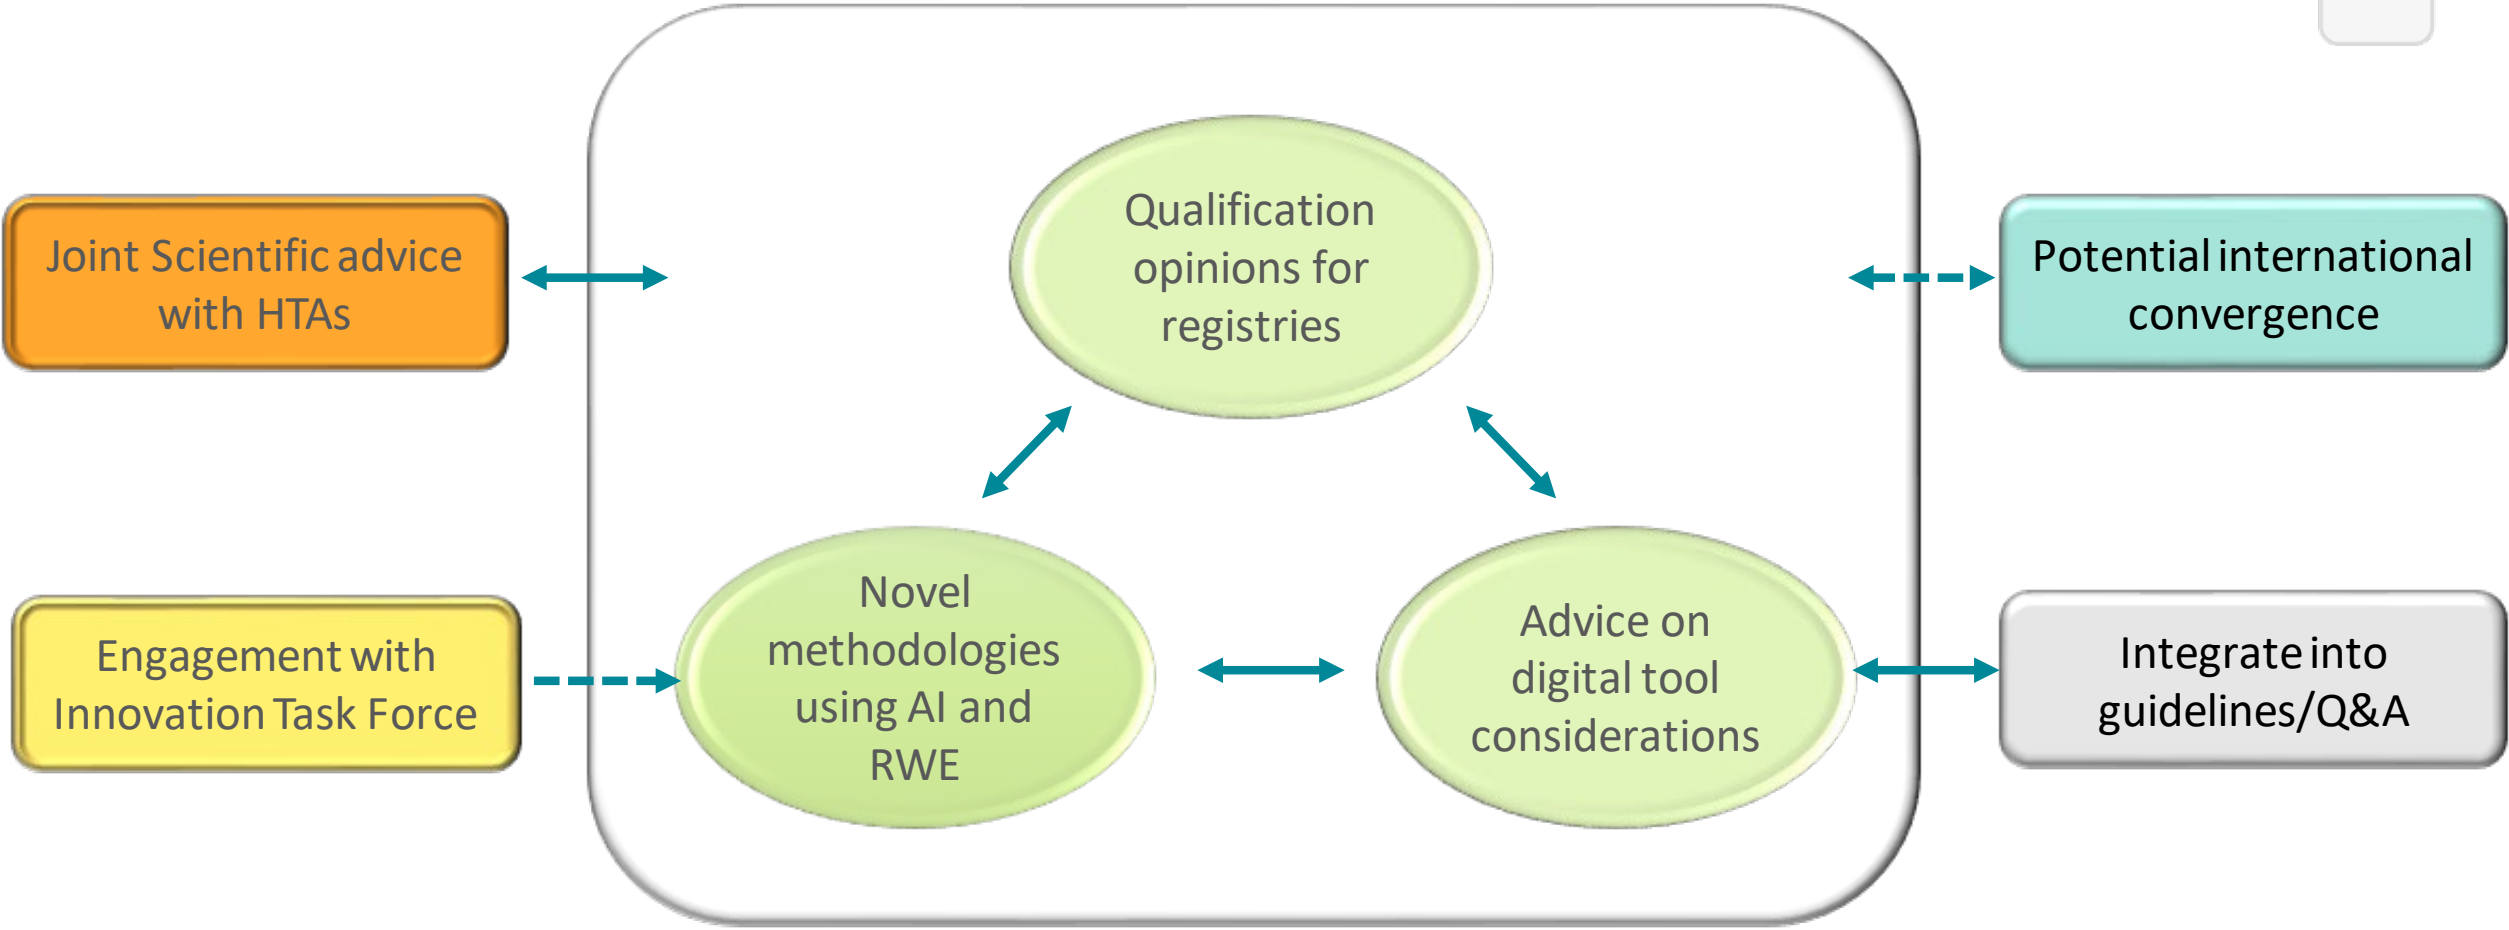 Qualification
opinions for
registries
Joint Scientific advice
with HTAs
Potential international
convergence
Novel
methodologies
using AI and
RWE
Advice on
digital tool
considerations
Engagement with
Innovation Task Force
Integrate into
guidelines/Q&A